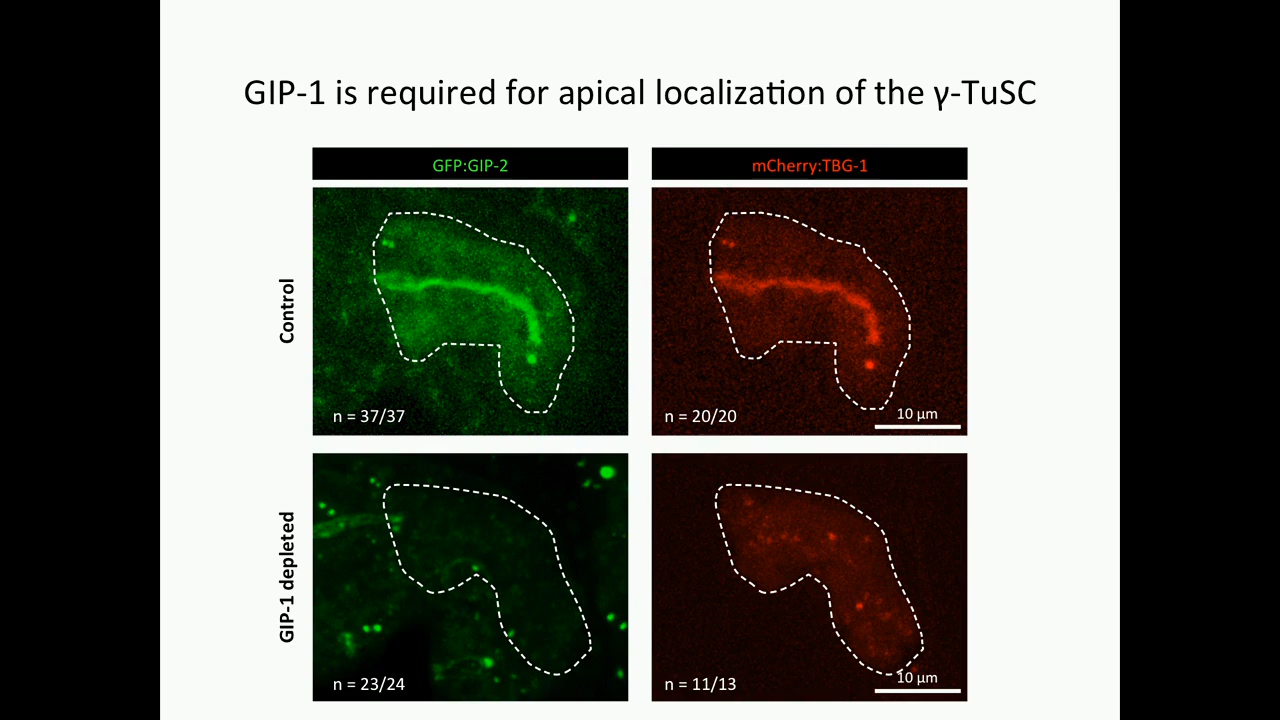 GIP-1 is required for apical localization of the γ-TuSC
GFP:GIP-2
mCherry:TBG-1
Control
n = 37/37
n = 20/20
10 μm
GIP-1 depleted
n = 23/24
n = 11/13
10 μm